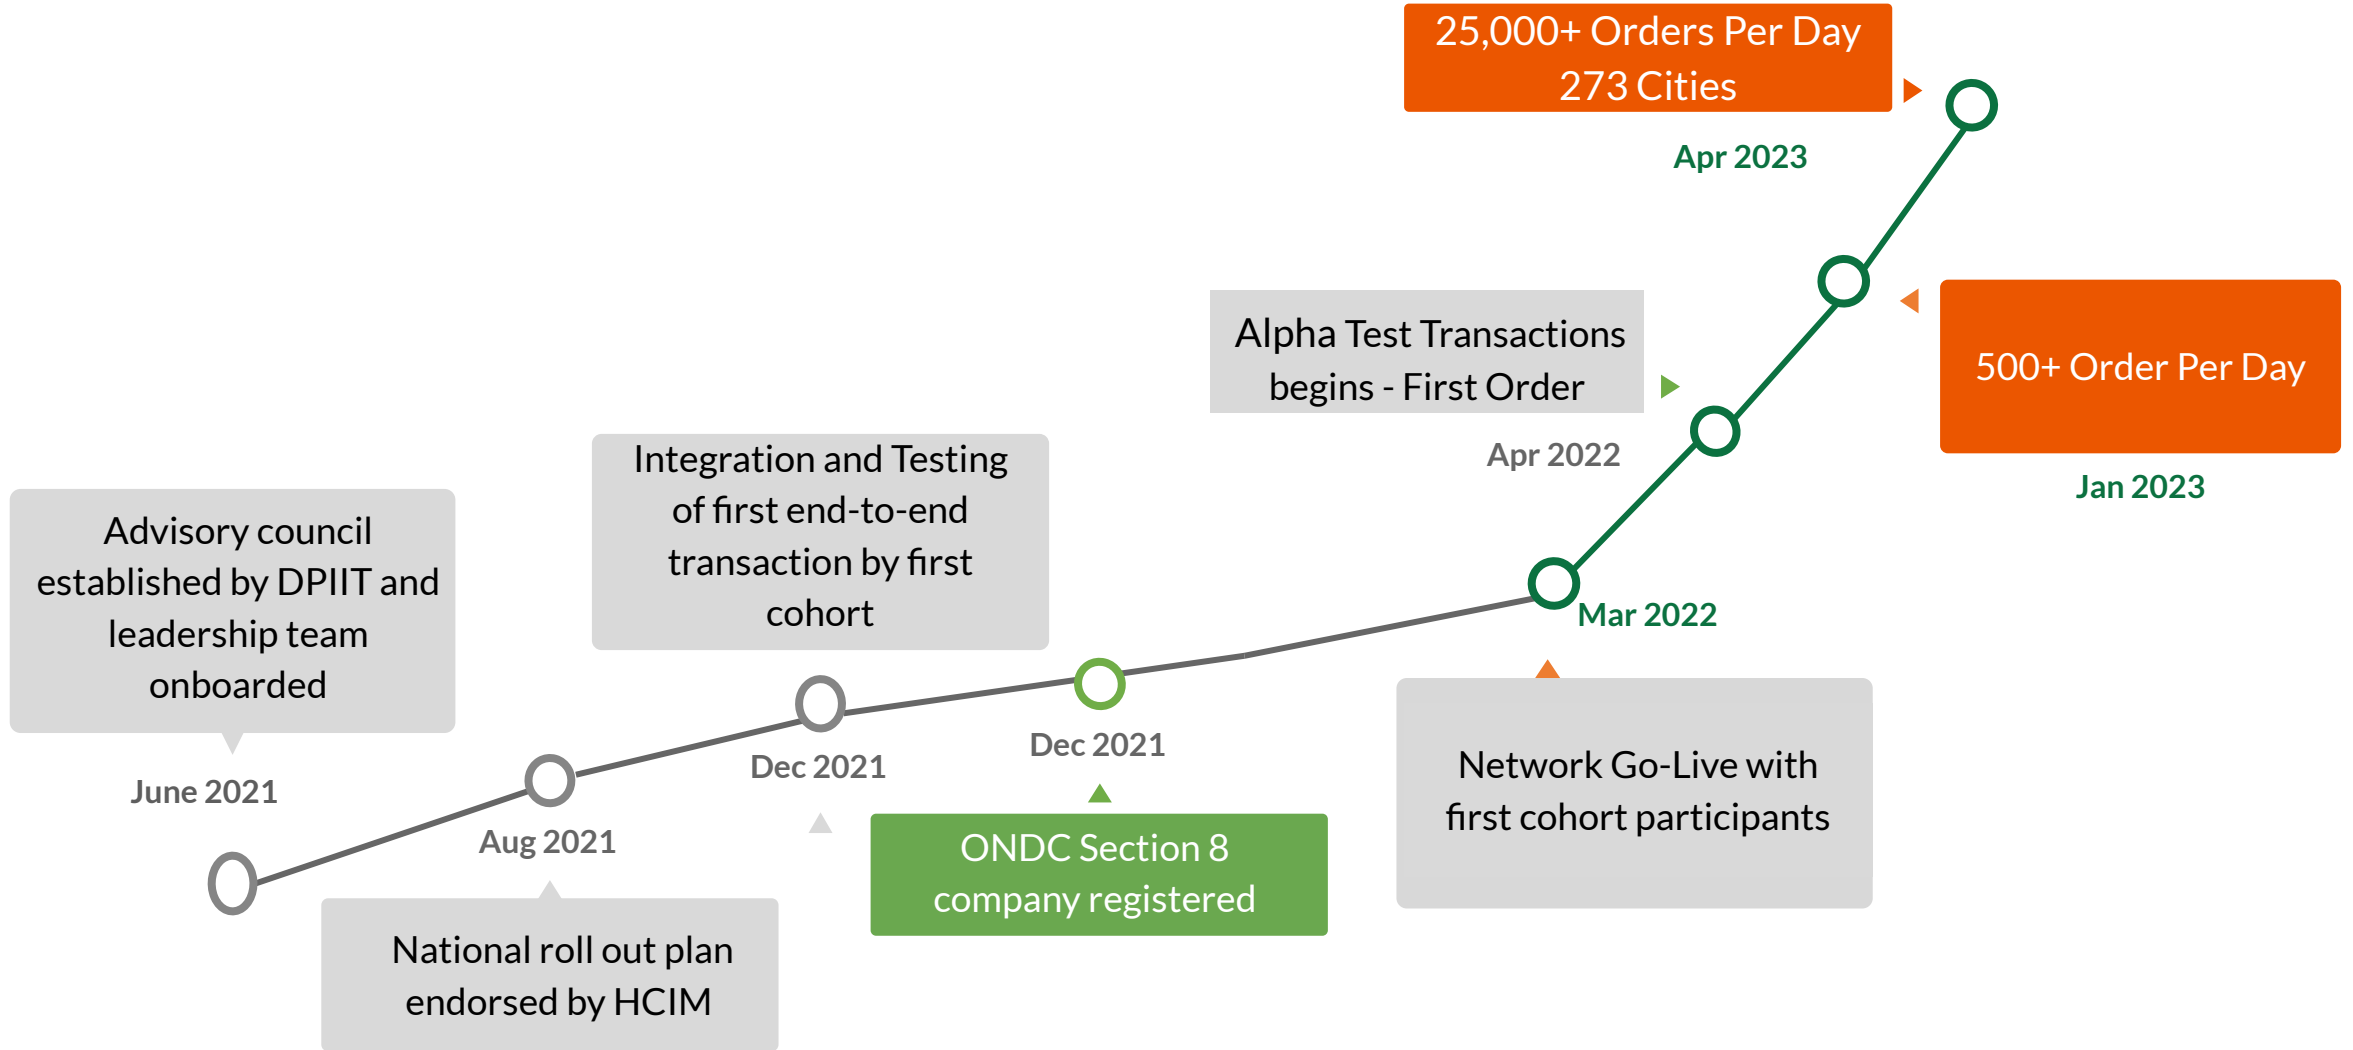 25,000+ Orders Per Day
273 Cities
Apr 2023
Alpha Test Transactions
begins - First Order
Apr 2022
500+ Order Per Day
Jan 2023
Integration and Testing
of first end-to-end
transaction by first
cohort
Dec 2021
Advisory council
established by DPIIT and
leadership team
onboarded
June 2021
Mar 2022
Network Go-Live with
first cohort participants
Dec 2021
ONDC Section 8
company registered
Aug 2021
National roll out plan
endorsed by HCIM